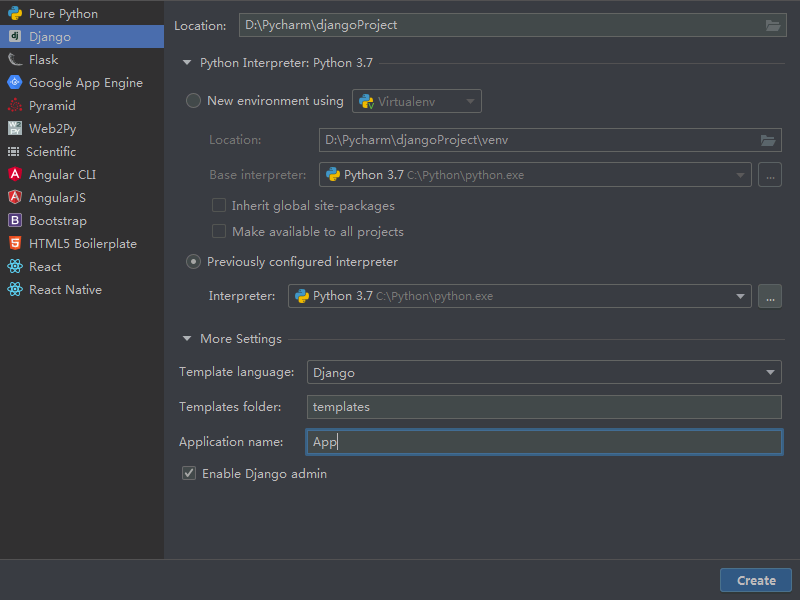 Pure Python
Django
Flask
Google App Engine
Pyramid
Web2Py
Scientific
Angular CLI
AngularJS
Bootstrap
HTML5 Boilerplate
React
React Native
Location: D:\Pycharm\djangoProject
Python Interpreter: Python 3.7
New environment using Virtualenv
Location: D:\Pycharm\djangoProject\venv
Base interpreter: Python 3.7 C:\Python\python.exe ...
Inherit global site-packages
Make available to all projects
Previously configured interpreter
Interpreter: Python 3.7 C:\Python\python.exe ...
More Settings
Template language: Django
Templates folder: templates
Application name: App
Enable Django admin
Create